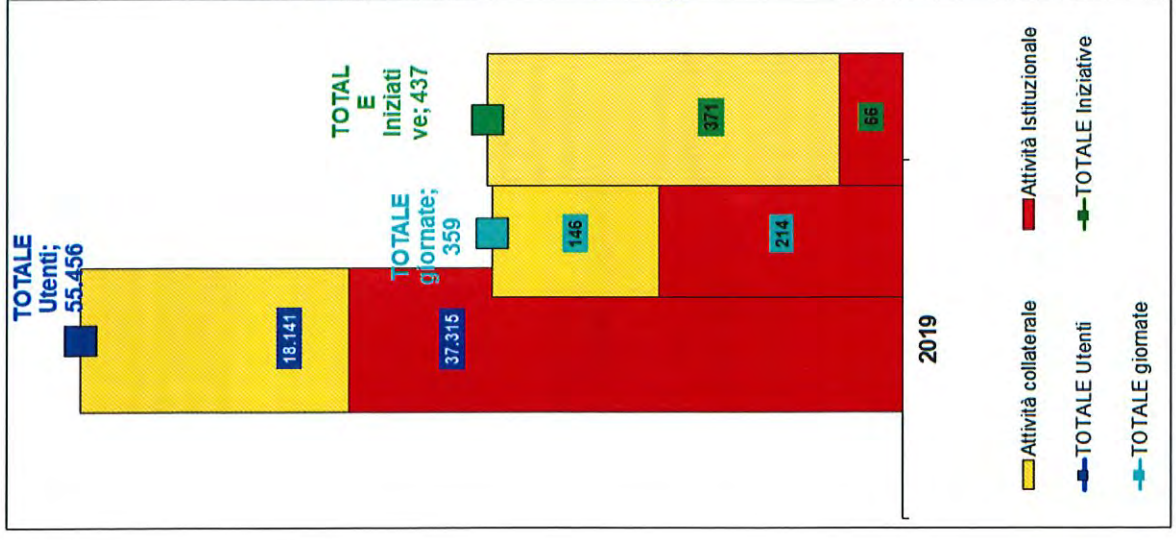 TOTALE
Utenti;
55.456
TOTAL
E
Iniziati
ve; 437
TOTALE
giornate;
359
18.141
37.315
146
214
371
66
2019
Attività collaterale
Attività Istituzionale
TOTALE Utenti
TOTALE Iniziative
TOTALE giornate